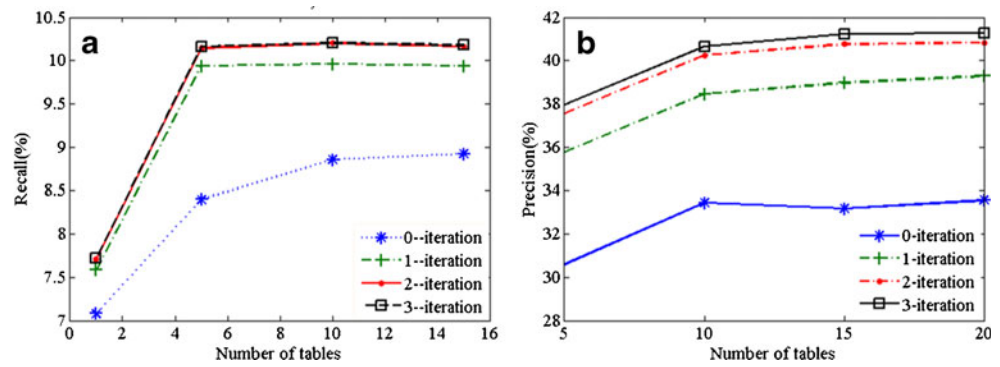 a
Recall(%)
10.5
10
9.5
9
8.5
8
7.5
7
0 2 4 6 8 10 12 14 16
Number of tables
0--iteration
1--iteration
2--iteration
3--iteration
b
Precision(%)
42
40
38
36
34
32
30
28
5 10 15 20
Number of tables
0-iteration
1-iteration
2-iteration
3-iteration